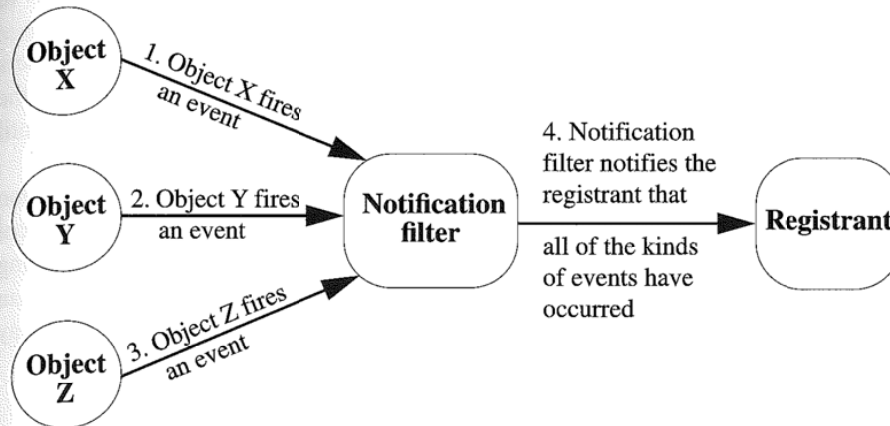 Object
X
1. Object X fires
an event
Object
Y
2. Object Y fires
an event
Object
Z
3. Object Z fires
an event
Notification
filter
4. Notification
filter notifies the
registrant that
all of the kinds
of events have
occurred
Registrant